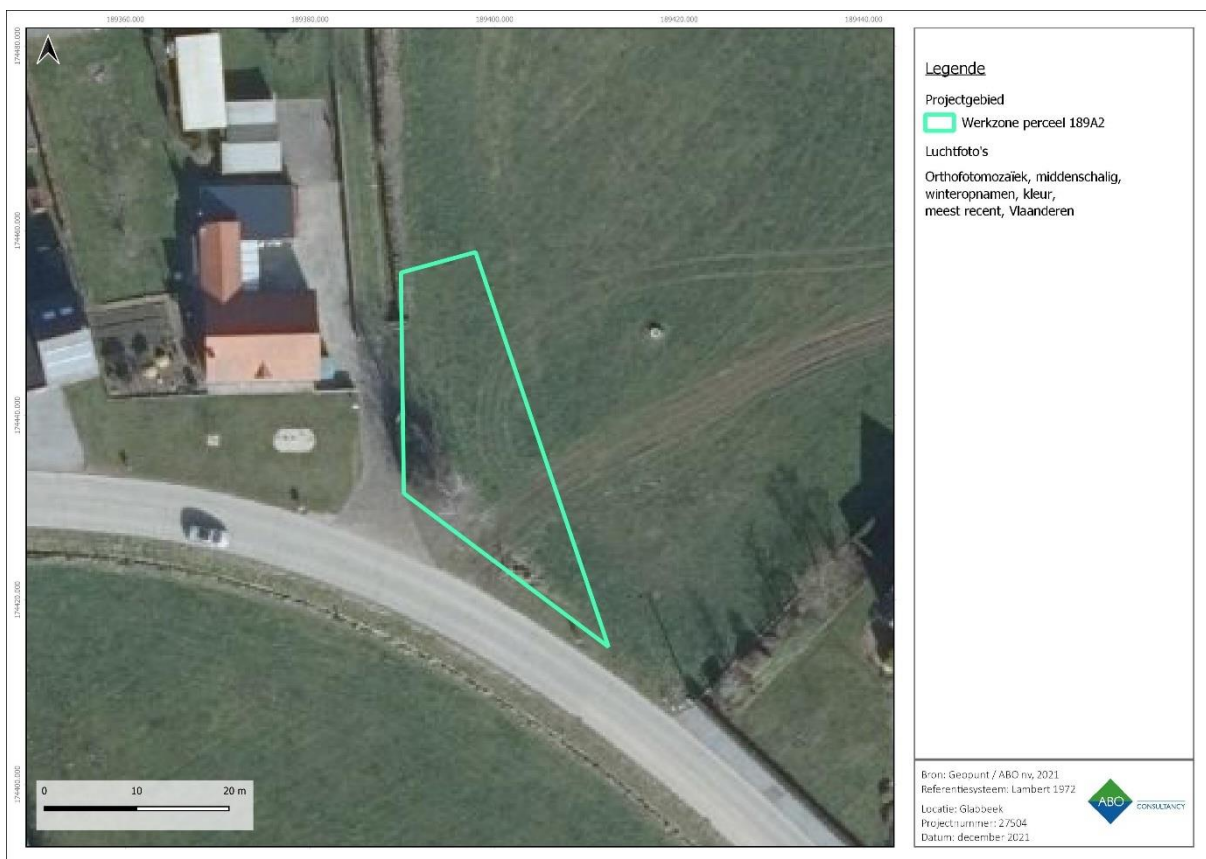 189360.000
189380.000
189400.000
189420.000
189440.000
174480.000
174460.000
174440.000
174420.000
174400.000
0 10 20 m
Legende
Projectgebied
Werkzone perceel 189A2
Luchtfoto's
Orthofotomozaïek, middenschalig,
winteropnamen, kleur,
meest recent, Vlaanderen
Bron: Geopunt / ABO nv, 2021
Referentiesysteem: Lambert 1972
Locatie: Glabbeek
Projectnummer: 27504
Datum: december 2021
ABO CONSULTANCY